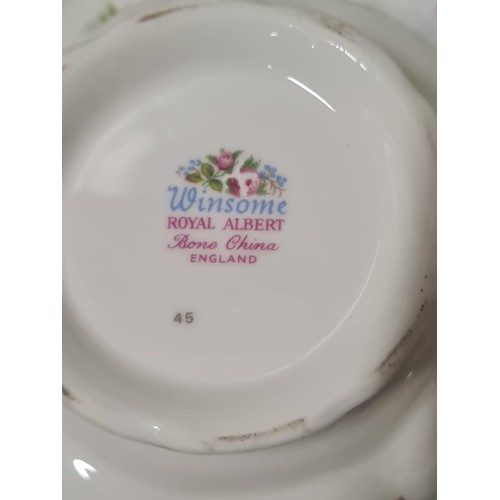 Winsome
ROYAL ALBERT
Bone China
ENGLAND
45